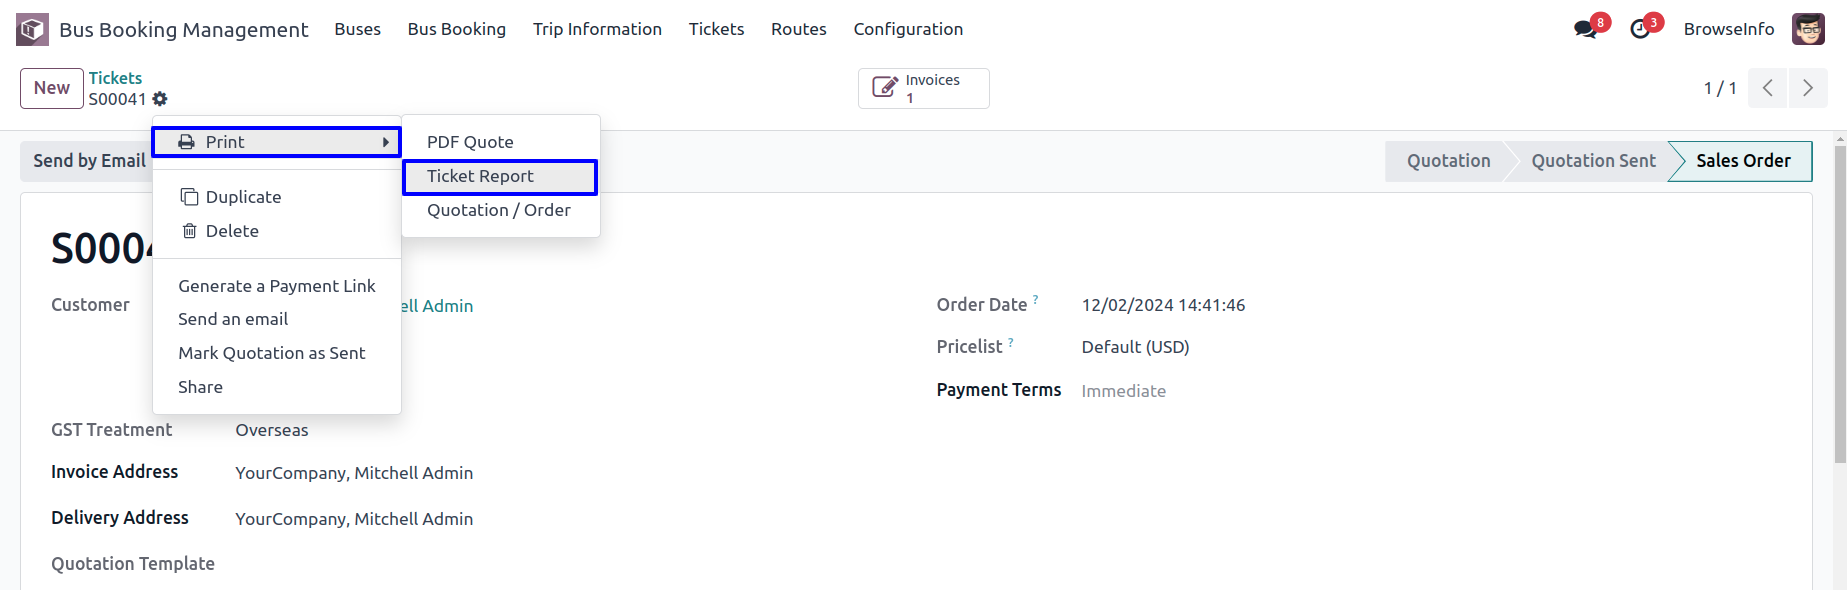 Bus Booking Management Buses Bus Booking Trip Information Tickets Routes Configuration 8 3 BrowseInfo
New Tickets
S00041
Invoices
1
1 / 1
Print
PDF Quote
Ticket Report
Quotation / Order
Duplicate
Delete
Generate a Payment Link
Send an email
Mark Quotation as Sent
Share
Send by Email
Quotation Quotation Sent Sales Order
S0004
Customer ell Admin
Order Date ? 12/02/2024 14:41:46
Pricelist ? Default (USD)
Payment Terms Immediate
GST Treatment Overseas
Invoice Address YourCompany, Mitchell Admin
Delivery Address YourCompany, Mitchell Admin
Quotation Template